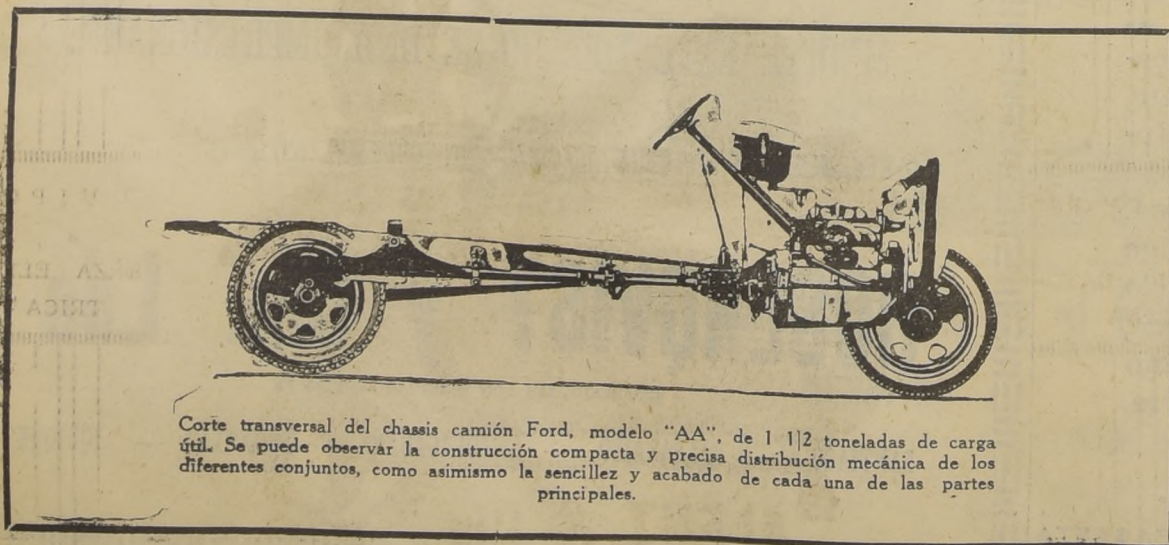 Corte transversal del chassis camión Ford, modelo "AA", de 1 1|2 toneladas de carga
útil. Se puede observar la construcción compacta y precisa distribución mecánica de los
diferentes conjuntos, como asimismo la sencillez y acabado de cada una de las partes
principales.